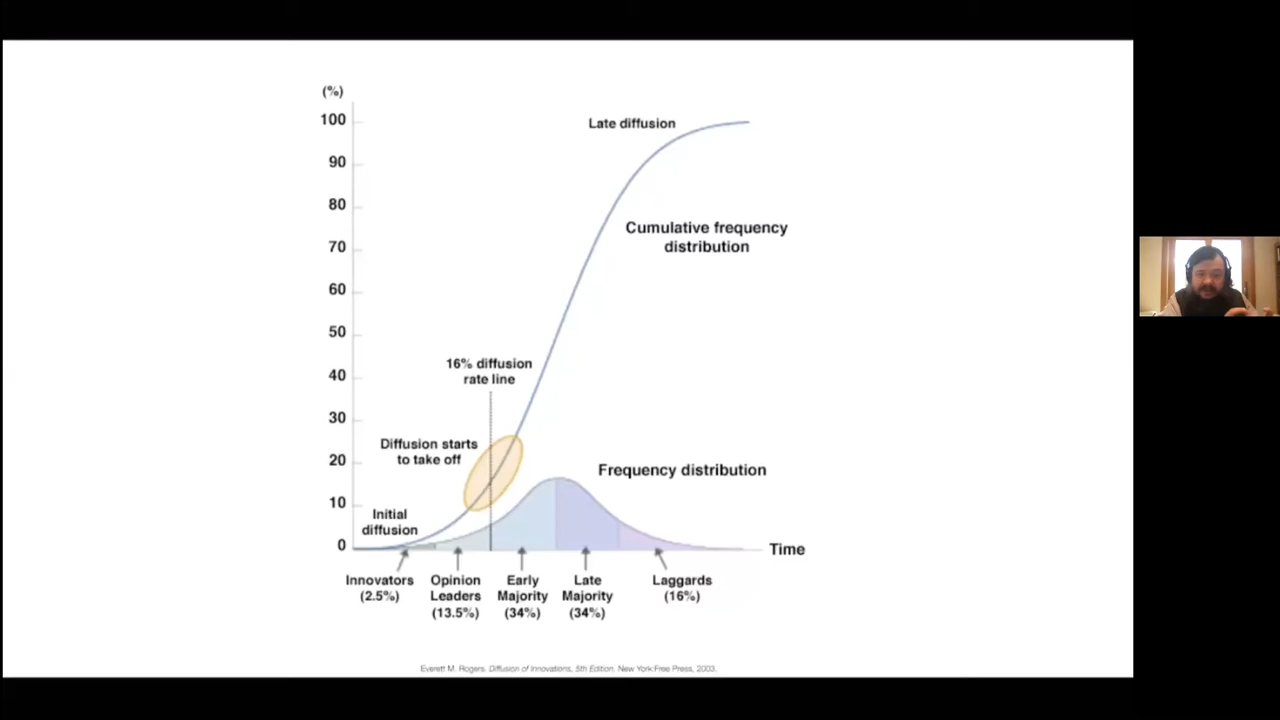 (%)
100
90
80
70
60
50
40
30
20
10
0
Late diffusion
Cumulative frequency
distribution
16% diffusion
rate line
Diffusion starts
to take off
Frequency distribution
Initial
diffusion
Time
Innovators
(2.5%)
Opinion
Leaders
(13.5%)
Early
Majority
(34%)
Late
Majority
(34%)
Laggards
(16%)
Everett M. Rogers. Diffusion of Innovations, 5th Edition. New York:Free Press, 2003.